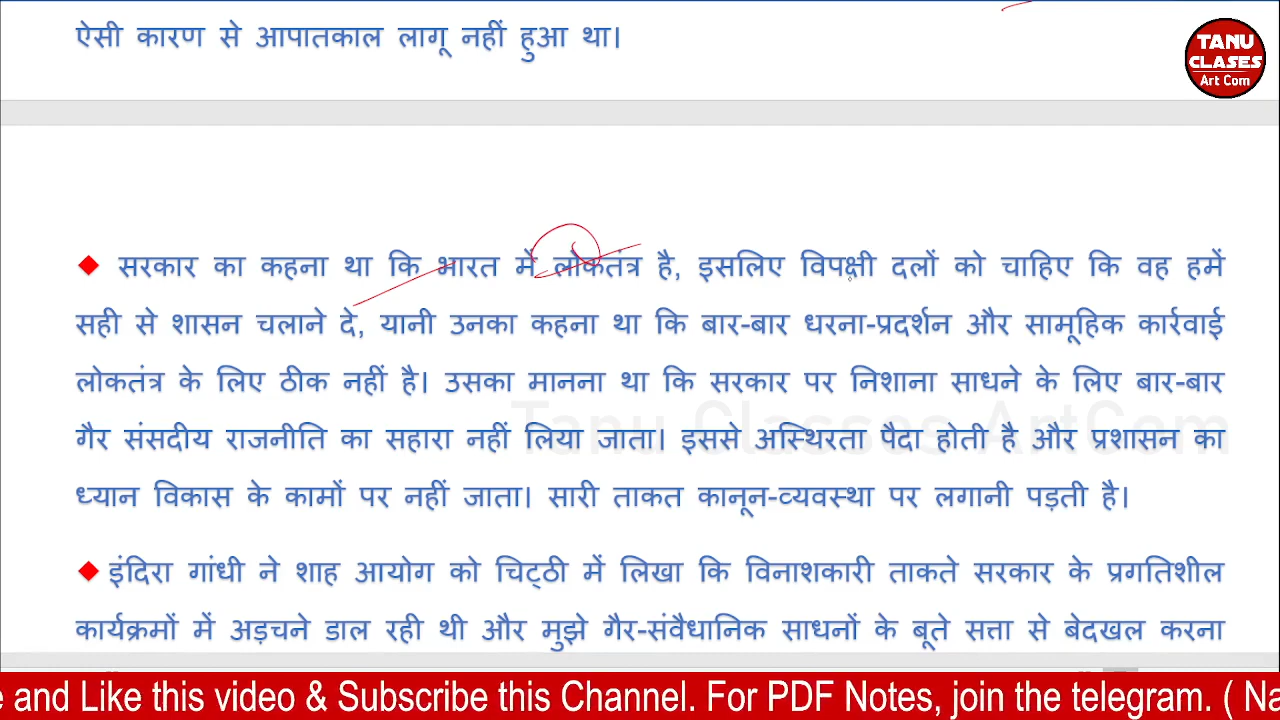 ऐसी कारण से आपातकाल लागू नहीं हुआ था।
TANU
CLASES
Art Com
सरकार का कहना था कि भारत में लोकतंत्र है, इसलिए विपक्षी दलों को चाहिए कि वह हमें
सही से शासन चलाने दे, यानी उनका कहना था कि बार-बार धरना-प्रदर्शन और सामूहिक कार्रवाई
लोकतंत्र के लिए ठीक नहीं है। उसका मानना था कि सरकार पर निशाना साधने के लिए बार-बार
Tanu Classes ArtCom
गैर संसदीय राजनीति का सहारा नहीं लिया जाता। इससे अस्थिरता पैदा होती है और प्रशासन का
ध्यान विकास के कामों पर नहीं जाता। सारी ताकत कानून-व्यवस्था पर लगानी पड़ती है।
इंदिरा गांधी ने शाह आयोग को चिट्ठी में लिखा कि विनाशकारी ताकते सरकार के प्रगतिशील
कार्यक्रमों में अड़चने डाल रही थी और मुझे गैर-संवैधानिक साधनों के बूते सत्ता से बेदखल करना
e and Like this video & Subscribe this Channel. For PDF Notes, join the telegram. ( Na